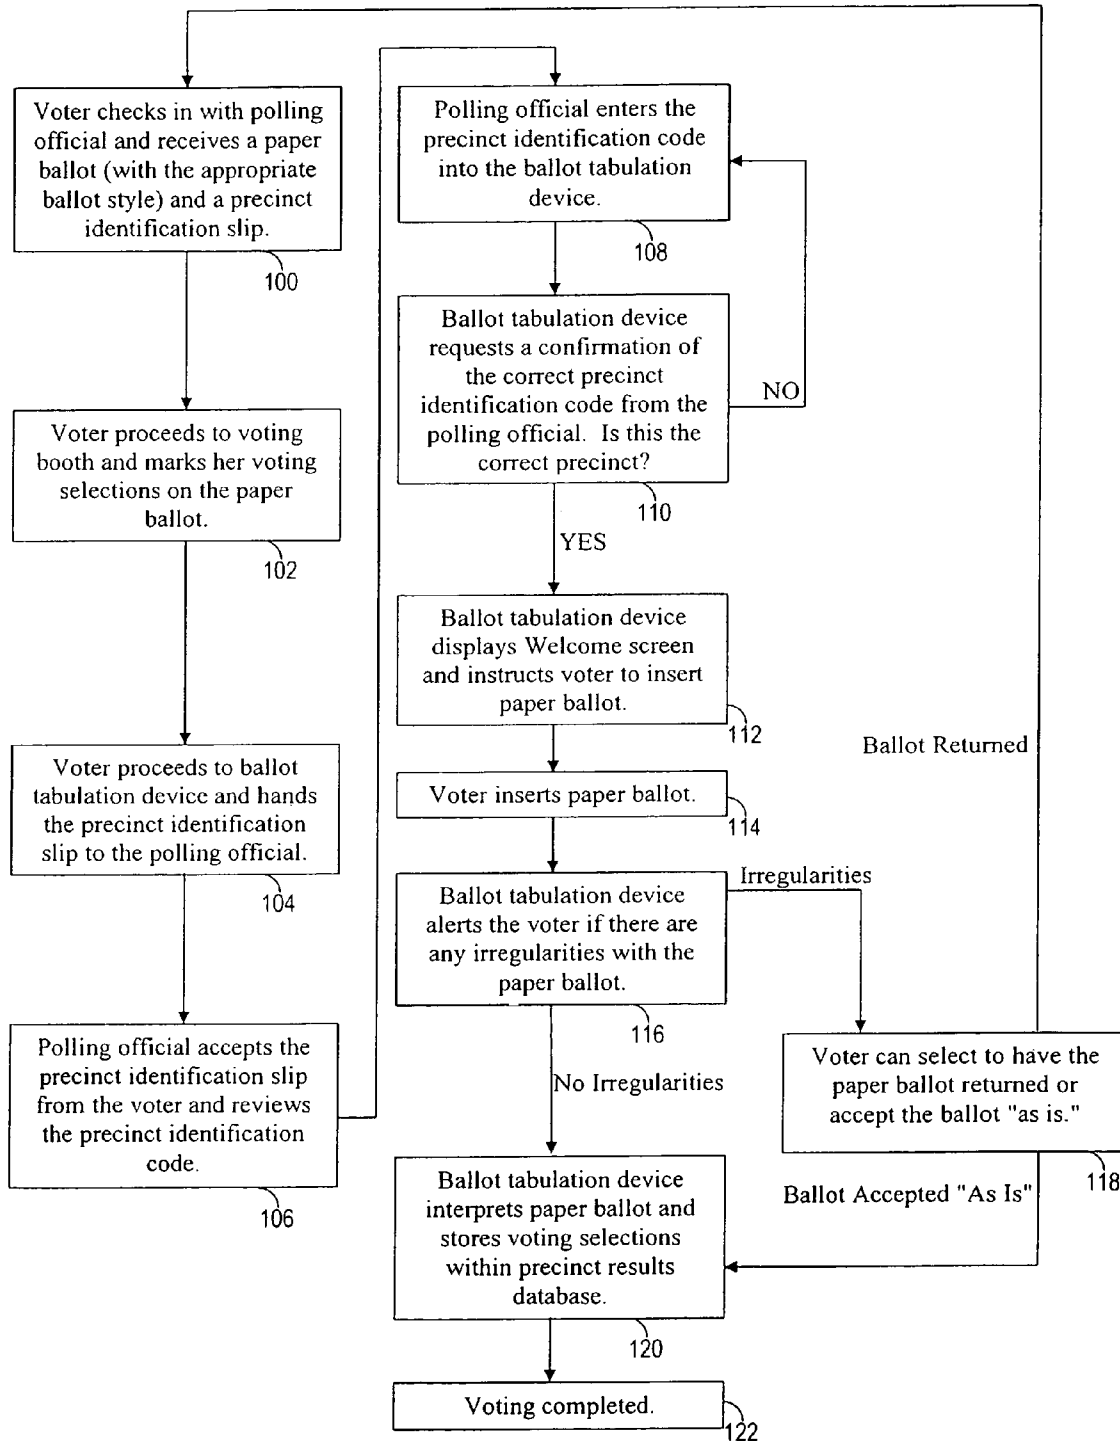 Voter checks in with polling
official and receives a paper
ballot (with the appropriate
ballot style) and a precinct
identification slip.
100
Voter proceeds to voting
booth and marks her voting
selections on the paper
ballot.
102
Voter proceeds to ballot
tabulation device and hands
the precinct identification
slip to the polling official.
104
Polling official accepts the
precinct identification slip
from the voter and reviews
the precinct identification
code.
106
Polling official enters the
precinct identification code
into the ballot tabulation
device.
108
Ballot tabulation device
requests a confirmation of
the correct precinct
identification code from the
polling official. Is this the
correct precinct?
110
NO
YES
Ballot tabulation device
displays Welcome screen
and instructs voter to insert
paper ballot.
112
Voter inserts paper ballot.
114
Ballot tabulation device
alerts the voter if there are
any irregularities with the
paper ballot.
116
Irregularities
No Irregularities
Ballot Returned
Voter can select to have the
paper ballot returned or
accept the ballot "as is."
118
Ballot Accepted "As Is"
Ballot tabulation device
interprets paper ballot and
stores voting selections
within precinct results
database.
120
Voting completed.
122